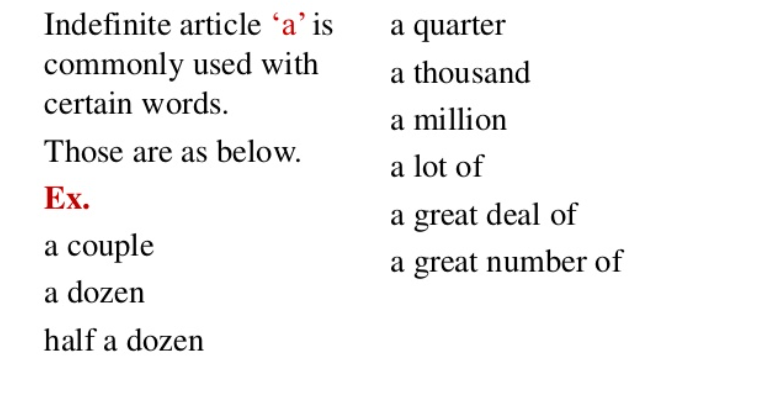 Indefinite article ‘a’ is
commonly used with
certain words.
Those are as below.
Ex.
a couple
a dozen
half a dozen
a quarter
a thousand
a million
a lot of
a great deal of
a great number of